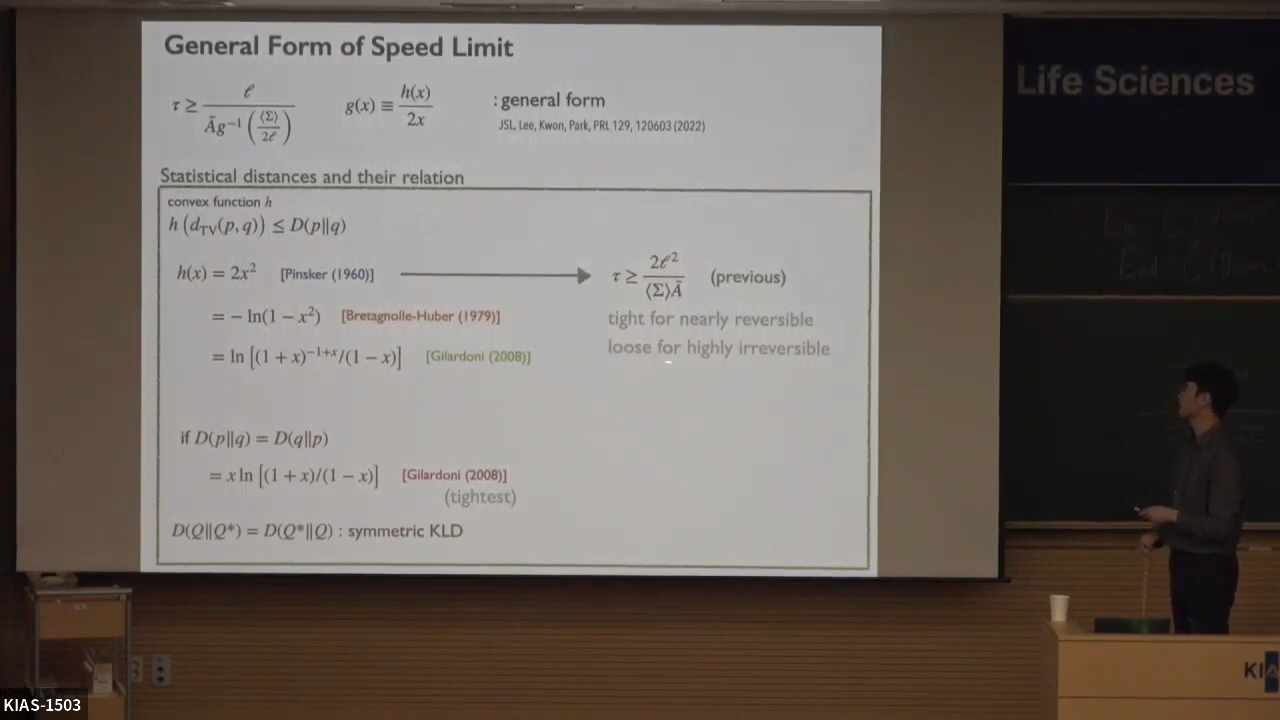 General Form of Speed Limit
τ ≥ ℓ / (Ā g⁻¹(⟨Σ⟩/2ℓ)) g(x) ≡ h(x)/2x : general form
JSL, Lee, Kwon, Park, PRL 129, 120603 (2022)
Statistical distances and their relation
convex function h
h(d_TV(p, q)) ≤ D(p||q)
h(x) = 2x² [Pinsker (1960)] τ ≥ 2ℓ²/(⟨Σ⟩Ā) (previous)
= − ln(1 − x²) [Bretagnolle-Huber (1979)] tight for nearly reversible
= ln [(1 + x)^(−1+x)/(1 − x)] [Gilardoni (2008)] loose for highly irreversible
if D(p||q) = D(q||p)
= x ln [(1 + x)/(1 − x)] [Gilardoni (2008)]
(tightest)
D(Q||Q*) = D(Q*||Q) : symmetric KLD
Life Sciences
KIA
KIAS-1503